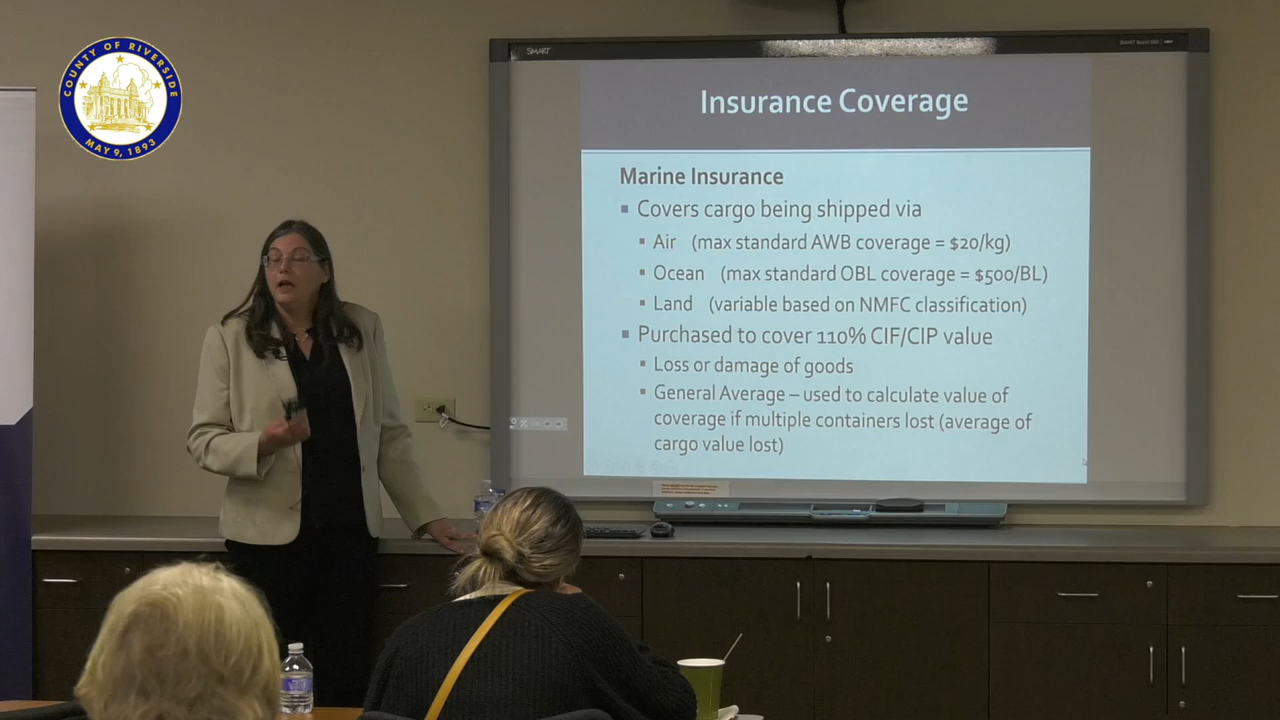 COUNTY OF RIVERSIDE
MAY 9, 1893
SMART
Insurance Coverage
Marine Insurance
▪ Covers cargo being shipped via
▪ Air (max standard AWB coverage = $20/kg)
▪ Ocean (max standard OBL coverage = $500/BL)
▪ Land (variable based on NMFC classification)
▪ Purchased to cover 110% CIF/CIP value
▪ Loss or damage of goods
▪ General Average – used to calculate value of
coverage if multiple containers lost (average of
cargo value lost)